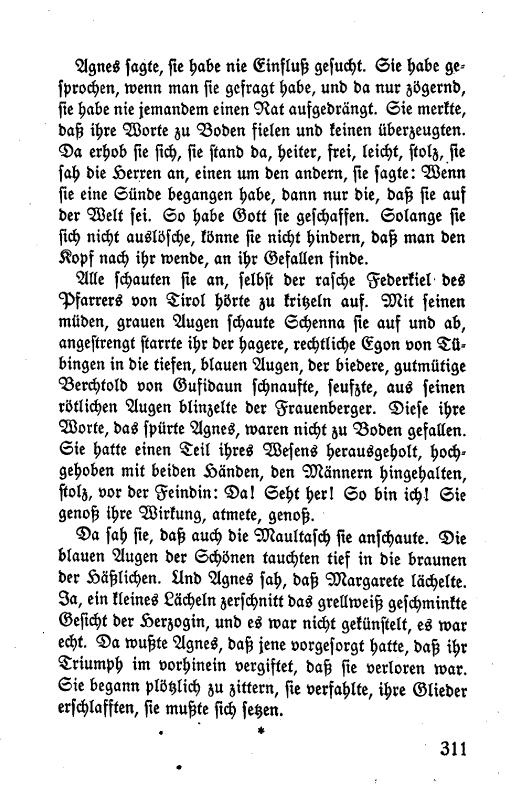 Agnes sagte, sie habe nie Einfluß gesucht. Sie habe ge-
sprochen, wenn man sie gefragt habe, und da nur zögernd,
sie habe nie jemandem einen Rat aufgedrängt. Sie merkte,
daß ihre Worte zu Boden fielen und keinen überzeugten.
Da erhob sie sich, sie stand da, heiter, frei, leicht, stolz, sie
sah die Herren an, einen um den andern, sie sagte: Wenn
sie eine Sünde begangen habe, dann nur die, daß sie auf
der Welt sei. So habe Gott sie geschaffen. Solange sie
sich nicht auslösche, könne sie nicht hindern, daß man den
Kopf nach ihr wende, an ihr Gefallen finde.
Alle schauten sie an, selbst der rasche Federkiel des
Pfarrers von Tirol hörte zu kritzeln auf. Mit seinen
müden, grauen Augen schaute Schenna sie auf und ab,
angestrengt starrte ihr der hagere, rechtliche Egon von Tü-
bingen in die tiefen, blauen Augen, der biedere, gutmütige
Berchtold von Gufidaun schnaufte, seufzte, aus seinen
rötlichen Augen blinzelte der Frauenberger. Diese ihre
Worte, das spürte Agnes, waren nicht zu Boden gefallen.
Sie hatte einen Teil ihres Wesens herausgeholt, hoch-
gehoben mit beiden Händen, den Männern hingehalten,
stolz, vor der Feindin: Da! Seht her! So bin ich! Sie
genoß ihre Wirkung, atmete, genoß.
Da sah sie, daß auch die Maultasch sie anschaute. Die
blauen Augen der Schönen tauchten tief in die braunen
der Häßlichen. Und Agnes sah, daß Margarete lächelte.
Ja, ein kleines Lächeln zerschnitt das grellweiß geschminkte
Gesicht der Herzogin, und es war nicht gekünstelt, es war
echt. Da wußte Agnes, daß jene vorgesorgt hatte, daß ihr
Triumph im vorhinein vergiftet, daß sie verloren war.
Sie begann plötzlich zu zittern, sie verfahlte, ihre Glieder
erschlafften, sie mußte sich setzen.
*
311